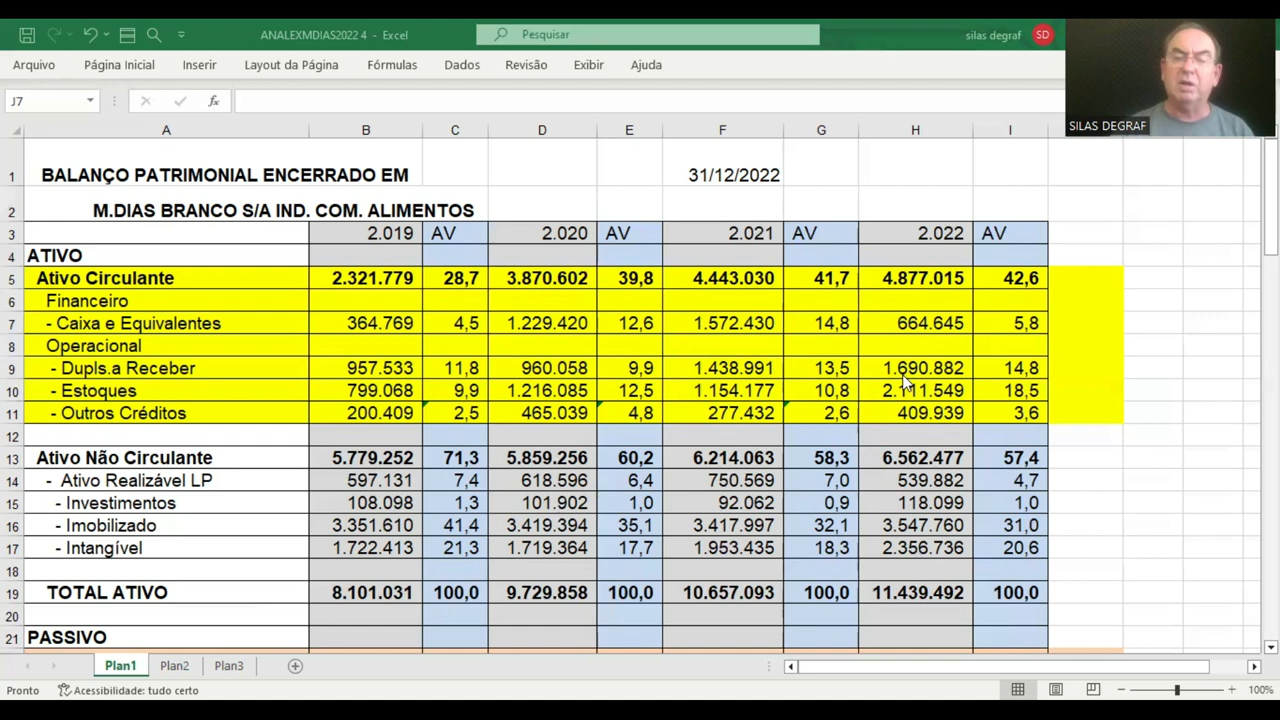 ANALEXMDIAS2022 4 - Excel
Pesquisar
silas degraf
SD
Arquivo Página Inicial Inserir Layout da Página Fórmulas Dados Revisão Exibir Ajuda
J7
fx
SILAS DEGRAF
A B C D E F G H I
1 BALANÇO PATRIMONIAL ENCERRADO EM 31/12/2022
2 M.DIAS BRANCO S/A IND. COM. ALIMENTOS
3 2.019 AV 2.020 AV 2.021 AV 2.022 AV
4 ATIVO
5 Ativo Circulante 2.321.779 28,7 3.870.602 39,8 4.443.030 41,7 4.877.015 42,6
6 Financeiro
7 - Caixa e Equivalentes 364.769 4,5 1.229.420 12,6 1.572.430 14,8 664.645 5,8
8 Operacional
9 - Dupls.a Receber 957.533 11,8 960.058 9,9 1.438.991 13,5 1.690.882 14,8
10 - Estoques 799.068 9,9 1.216.085 12,5 1.154.177 10,8 2.111.549 18,5
11 - Outros Créditos 200.409 2,5 465.039 4,8 277.432 2,6 409.939 3,6
12
13 Ativo Não Circulante 5.779.252 71,3 5.859.256 60,2 6.214.063 58,3 6.562.477 57,4
14 - Ativo Realizável LP 597.131 7,4 618.596 6,4 750.569 7,0 539.882 4,7
15 - Investimentos 108.098 1,3 101.902 1,0 92.062 0,9 118.099 1,0
16 - Imobilizado 3.351.610 41,4 3.419.394 35,1 3.417.997 32,1 3.547.760 31,0
17 - Intangível 1.722.413 21,3 1.719.364 17,7 1.953.435 18,3 2.356.736 20,6
18
19 TOTAL ATIVO 8.101.031 100,0 9.729.858 100,0 10.657.093 100,0 11.439.492 100,0
20
21 PASSIVO
Plan1 Plan2 Plan3
Pronto Acessibilidade: tudo certo 100%